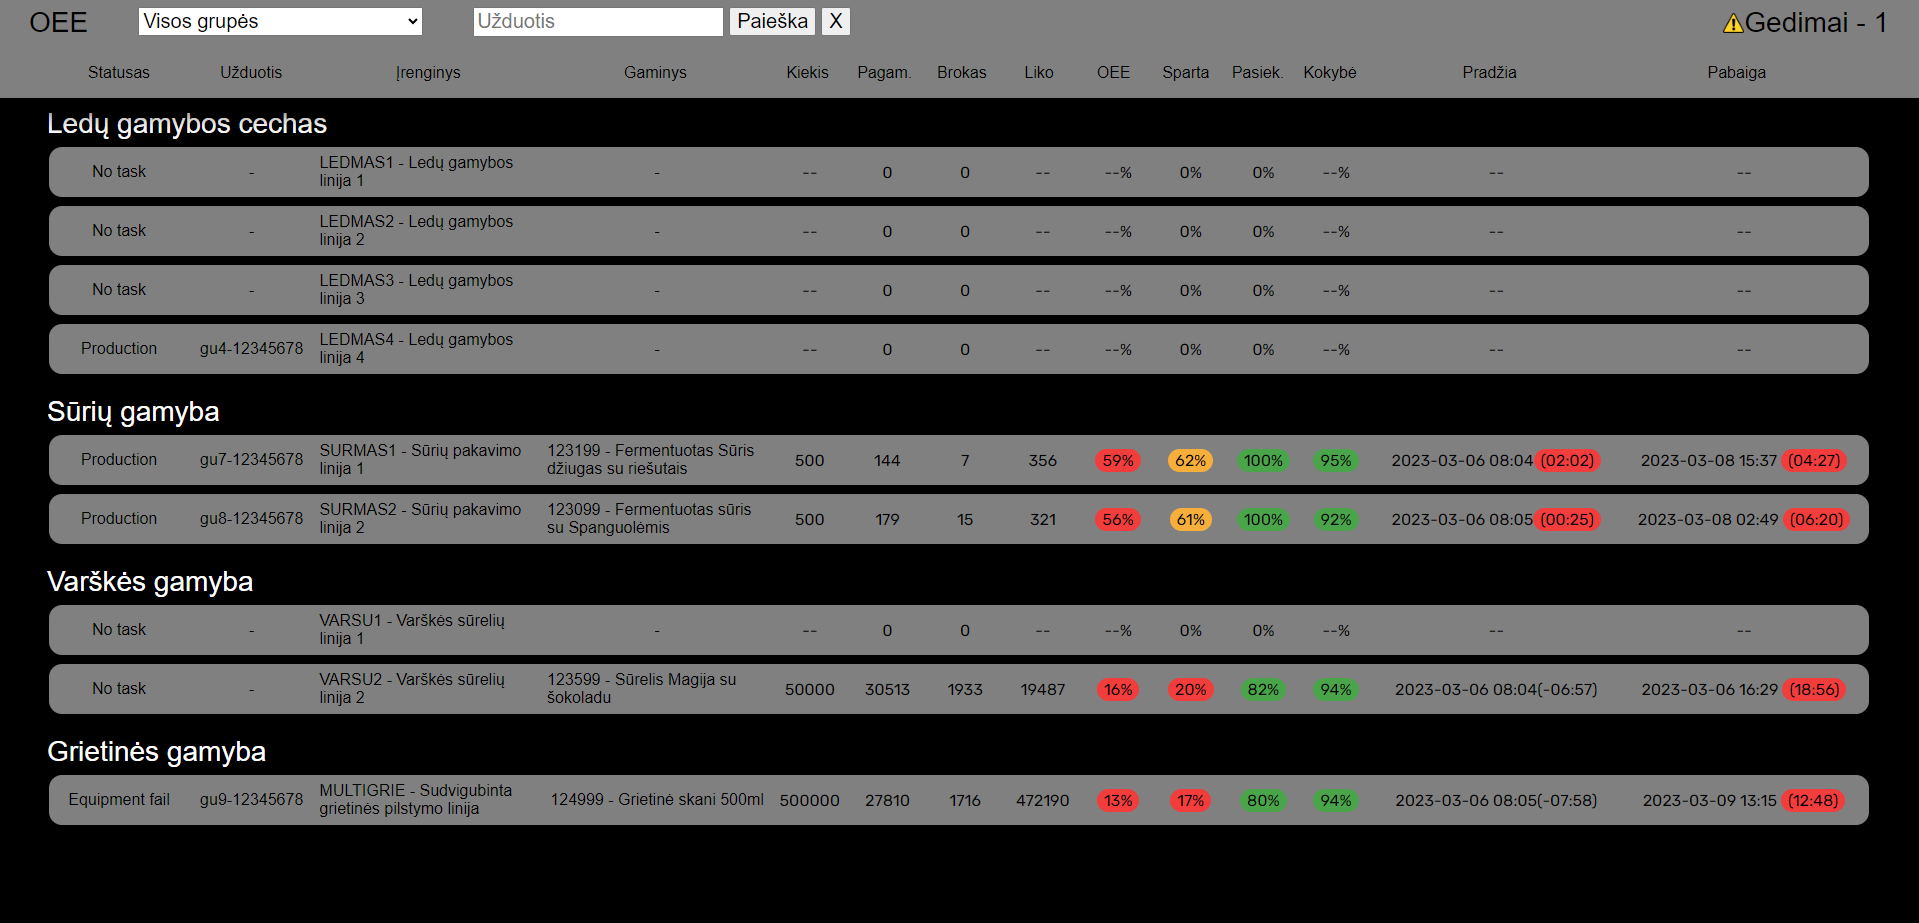 OEE Visos grupės Užduotis Paieška X ⚠Gedimai - 1
Statusas Užduotis Įrenginys Gaminys Kiekis Pagam. Brokas Liko OEE Sparta Pasiek. Kokybė Pradžia Pabaiga
Ledų gamybos cechas
No task - LEDMAS1 - Ledų gamybos linija 1 - -- 0 0 -- --% 0% 0% --% -- --
No task - LEDMAS2 - Ledų gamybos linija 2 - -- 0 0 -- --% 0% 0% --% -- --
No task - LEDMAS3 - Ledų gamybos linija 3 - -- 0 0 -- --% 0% 0% --% -- --
Production gu4-12345678 LEDMAS4 - Ledų gamybos linija 4 - -- 0 0 -- --% 0% 0% --% -- --
Sūrių gamyba
Production gu7-12345678 SURMAS1 - Sūrių pakavimo linija 1 123199 - Fermentuotas Sūris džiugas su riešutais 500 144 7 356 59% 62% 100% 95% 2023-03-06 08:04(02:02) 2023-03-08 15:37 (04:27)
Production gu8-12345678 SURMAS2 - Sūrių pakavimo linija 2 123099 - Fermentuotas sūris su Spanguolėmis 500 179 15 321 56% 61% 100% 92% 2023-03-06 08:05(00:25) 2023-03-08 02:49 (06:20)
Varškės gamyba
No task - VARSU1 - Varškės sūrelių linija 1 - -- 0 0 -- --% 0% 0% --% -- --
No task - VARSU2 - Varškės sūrelių linija 2 123599 - Sūrelis Magija su šokoladu 50000 30513 1933 19487 16% 20% 82% 94% 2023-03-06 08:04(-06:57) 2023-03-06 16:29 (18:56)
Grietinės gamyba
Equipment fail gu9-12345678 MULTIGRIE - Sudvigubinta grietinės pilstymo linija 124999 - Grietinė skani 500ml 500000 27810 1716 472190 13% 17% 80% 94% 2023-03-06 08:05(-07:58) 2023-03-09 13:15 (12:48)